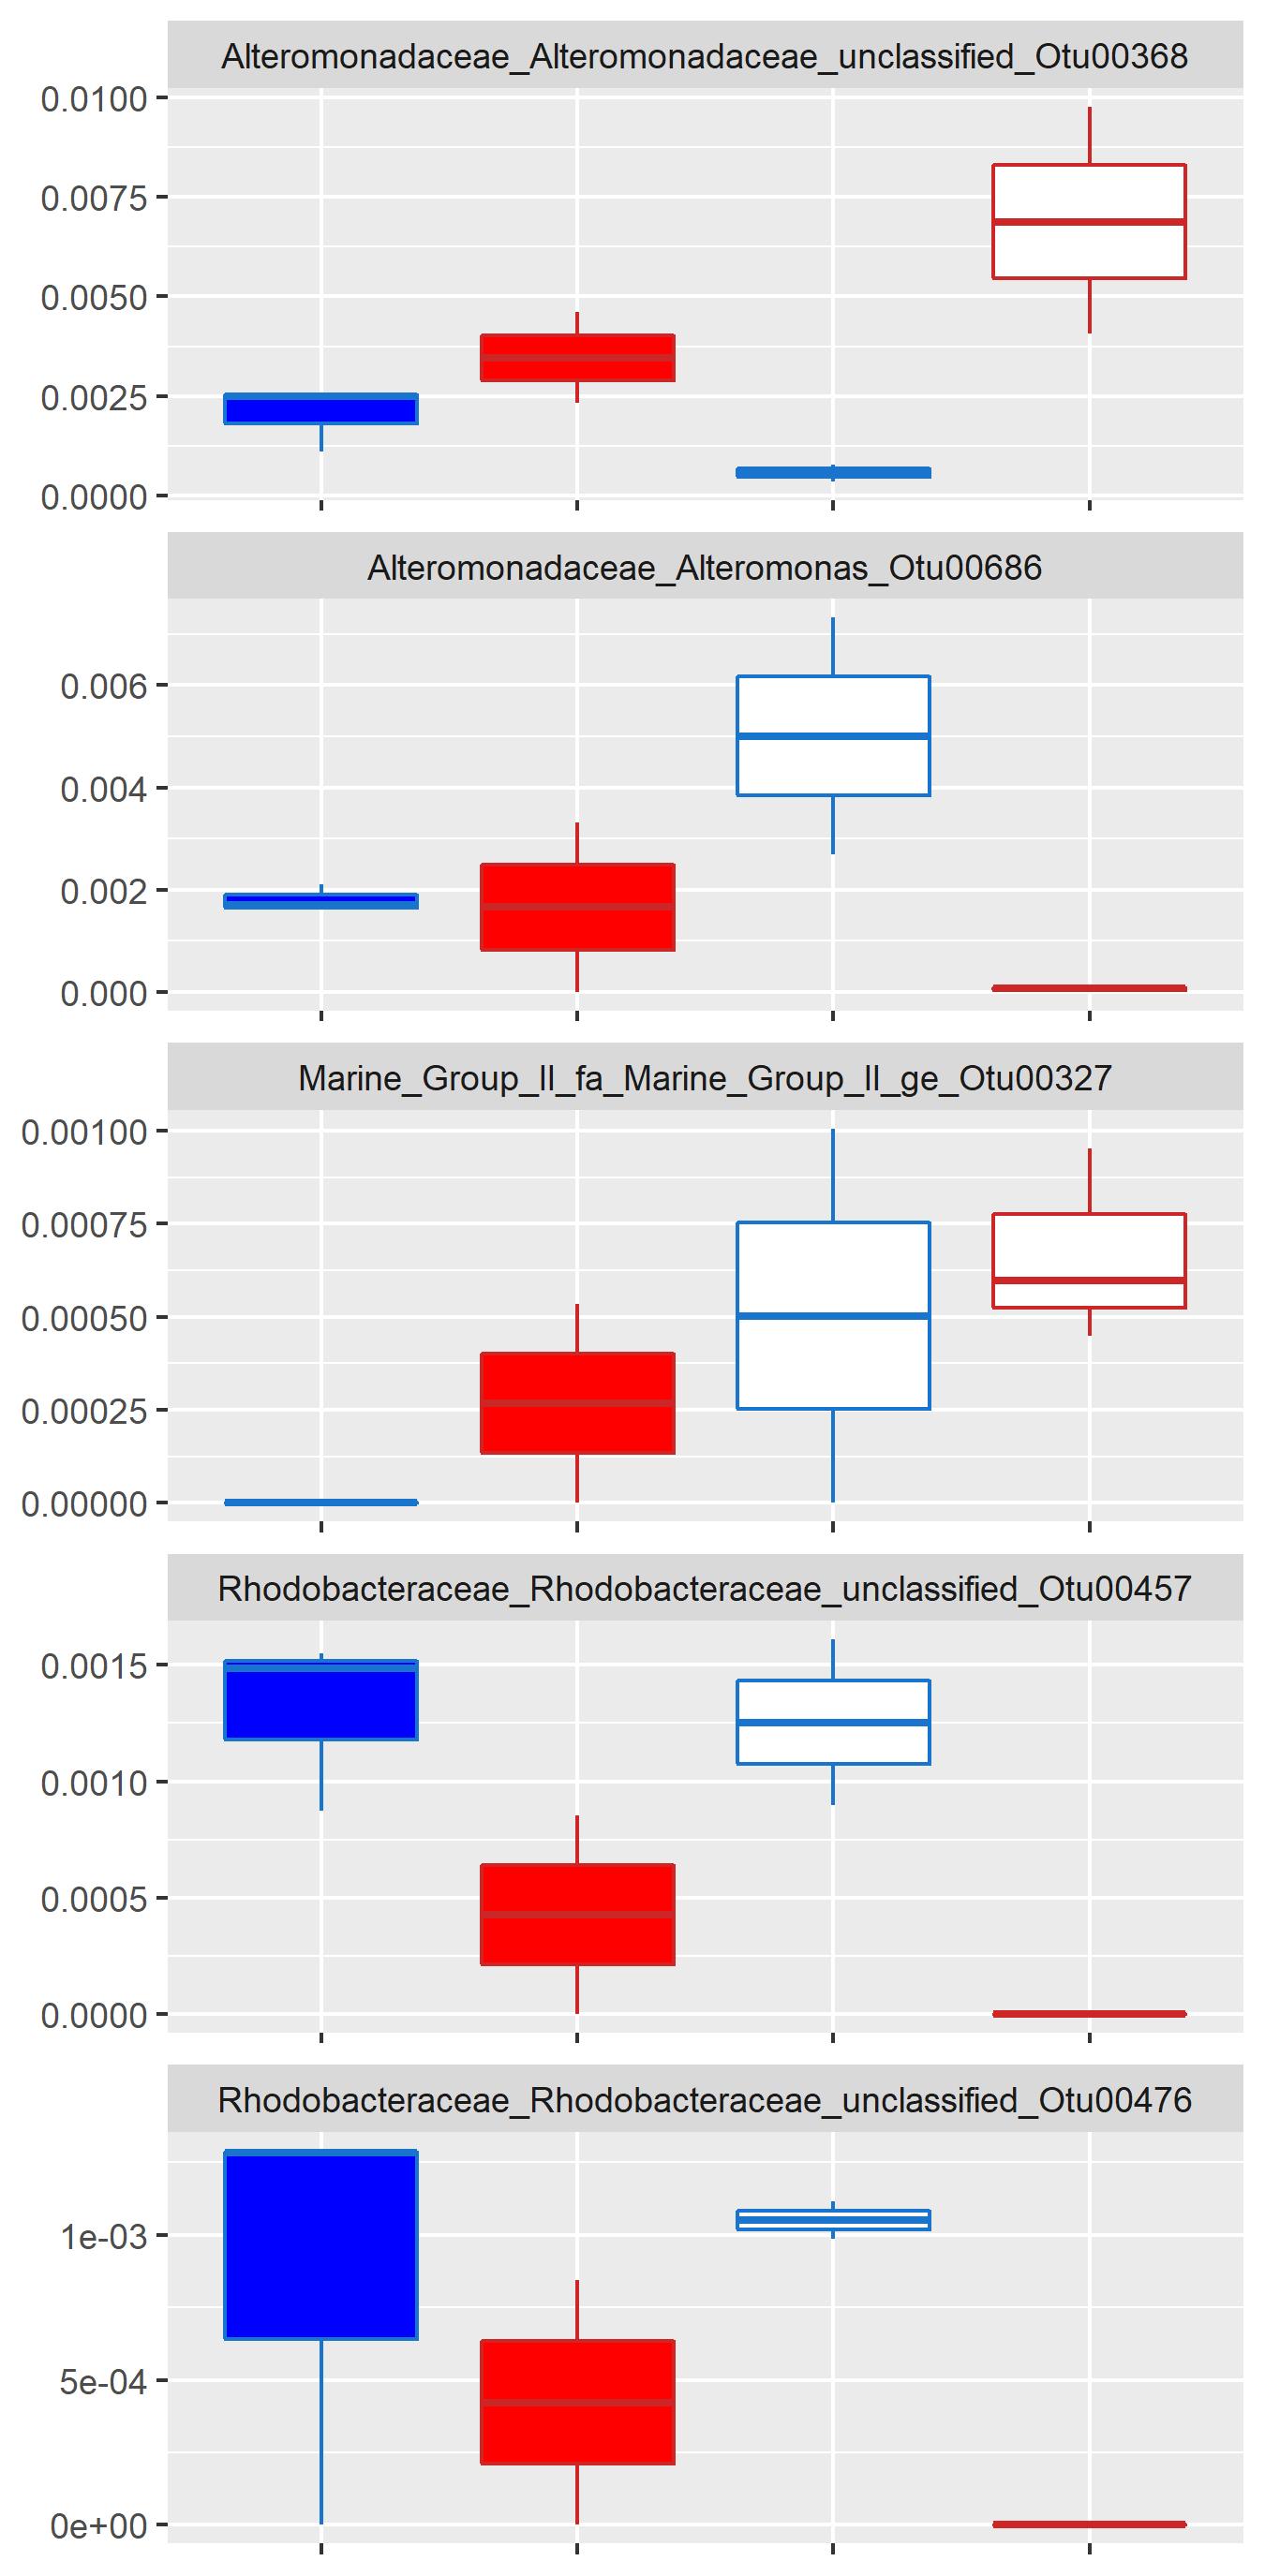 Alteromonadaceae_Alteromonadaceae_unclassified_Otu00368
0.0100
0.0075
0.0050
0.0025
0.0000
Alteromonadaceae_Alteromonas_Otu00686
0.006
0.004
0.002
0.000
Marine_Group_II_fa_Marine_Group_II_ge_Otu00327
0.00100
0.00075
0.00050
0.00025
0.00000
Rhodobacteraceae_Rhodobacteraceae_unclassified_Otu00457
0.0015
0.0010
0.0005
0.0000
Rhodobacteraceae_Rhodobacteraceae_unclassified_Otu00476
1e-03
5e-04
0e+00